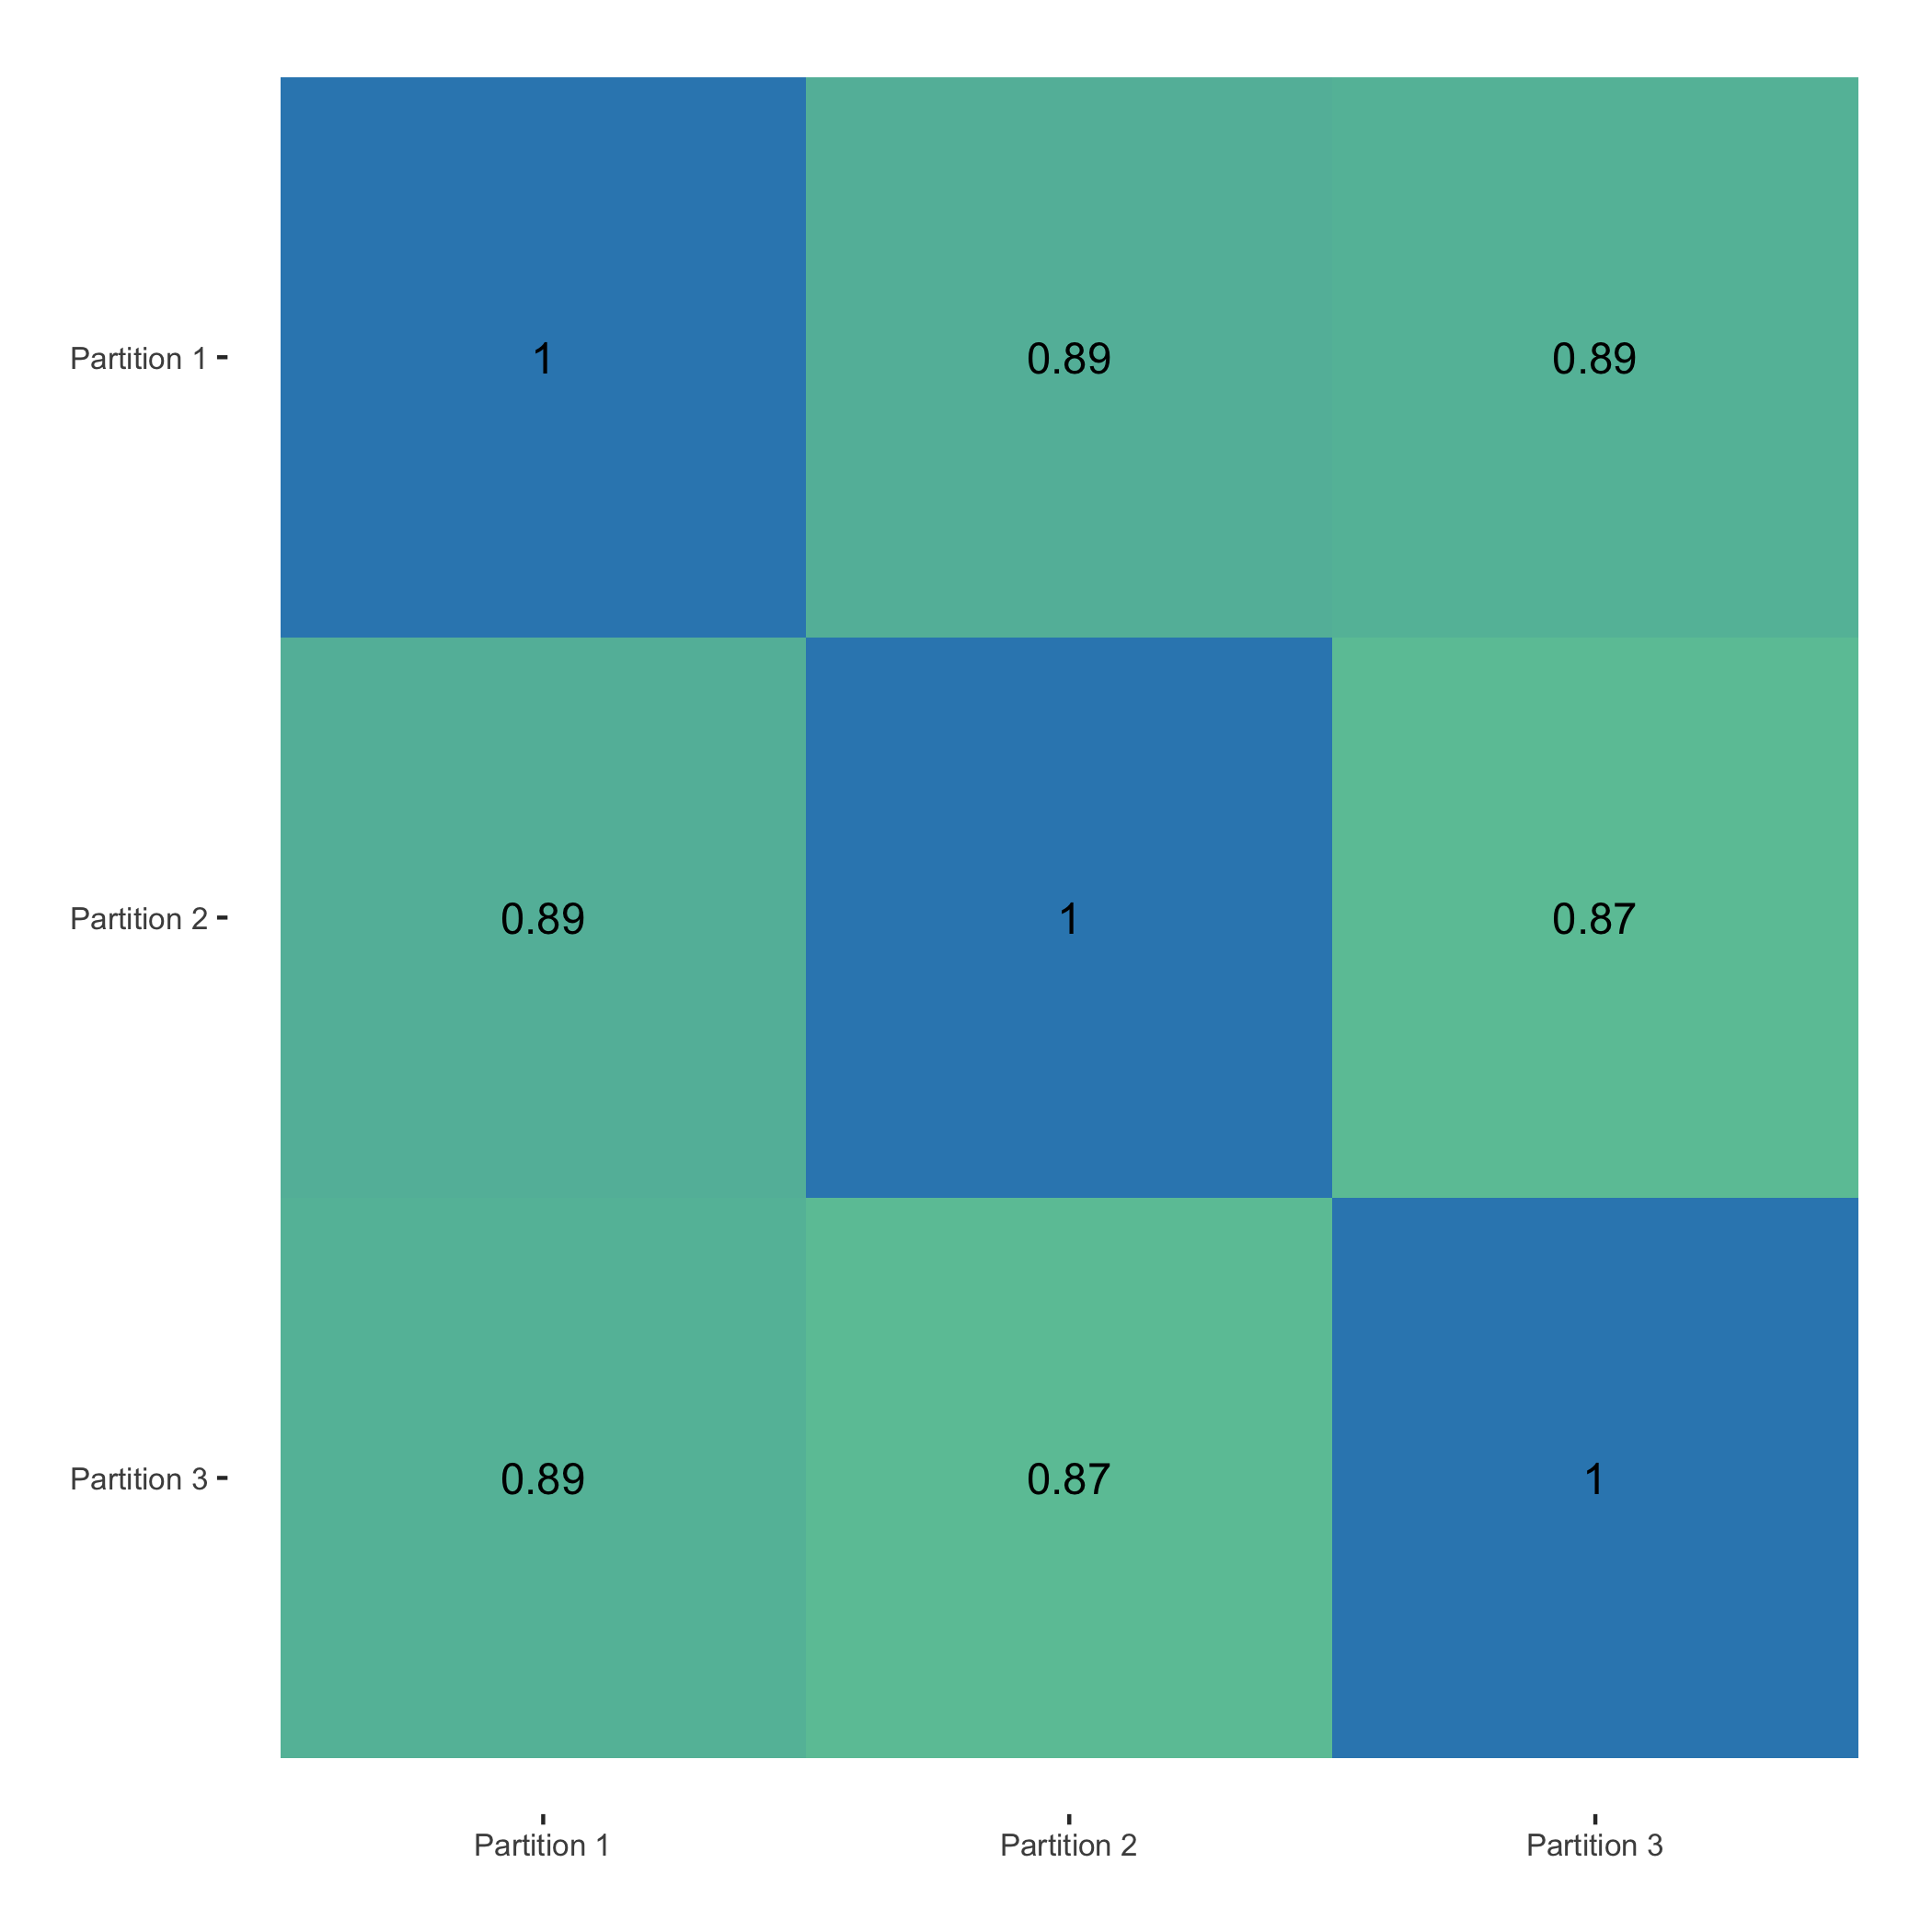 Partition 1 1 0.89 0.89
Partition 2 0.89 1 0.87
Partition 3 0.89 0.87 1
Partition 1 Partition 2 Partition 3